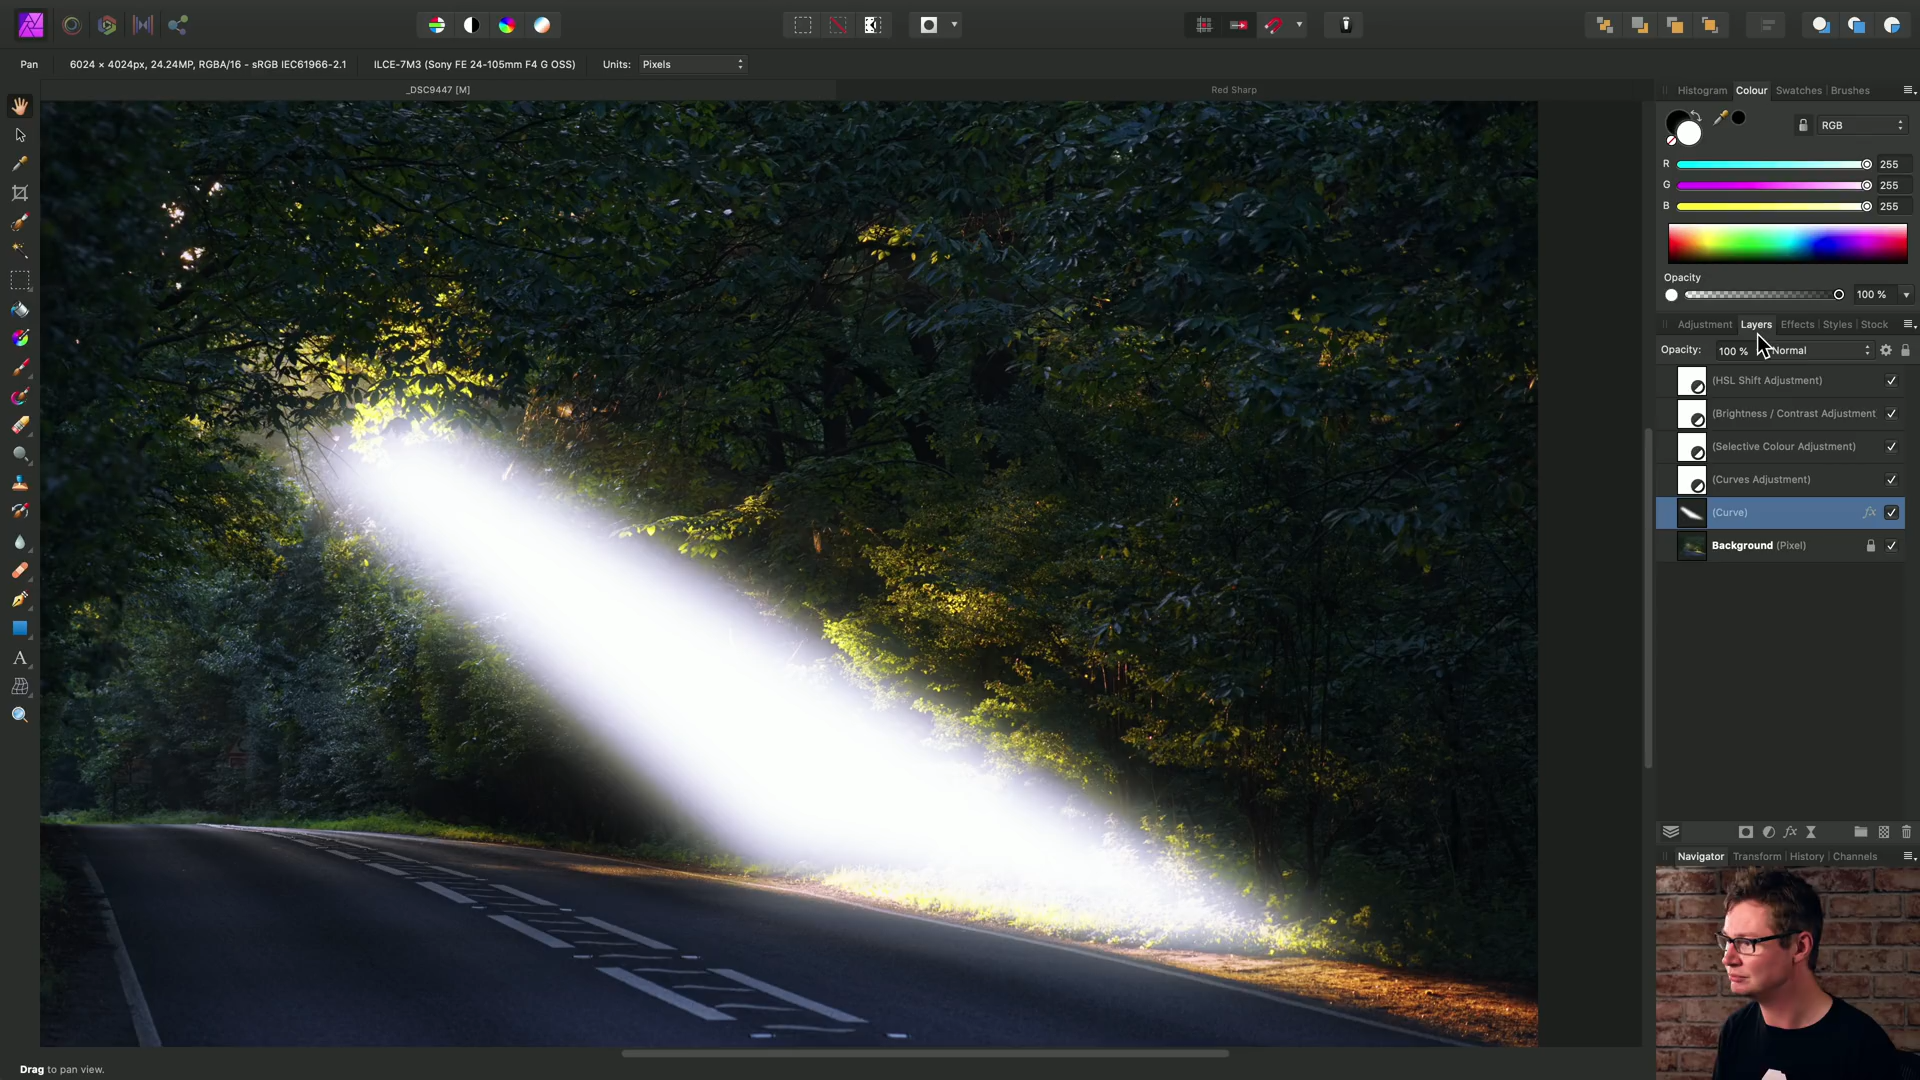 Pan
6024 × 4024px, 24.24MP, RGBA/16 - sRGB IEC61966-2.1
ILCE-7M3 (Sony FE 24-105mm F4 G OSS)
Units:
Pixels
_DSC9447 [M]
Red Sharp
Histogram
Colour
Swatches
Brushes
RGB
R
255
G
255
B
255
Opacity
100 %
Adjustment
Layers
Effects
Styles
Stock
Opacity:
100 %
Normal
(HSL Shift Adjustment)
(Brightness / Contrast Adjustment
(Selective Colour Adjustment)
(Curves Adjustment)
(Curve)
fx
Background (Pixel)
fx
Navigator
Transform
History
Channels
A
Drag to pan view.